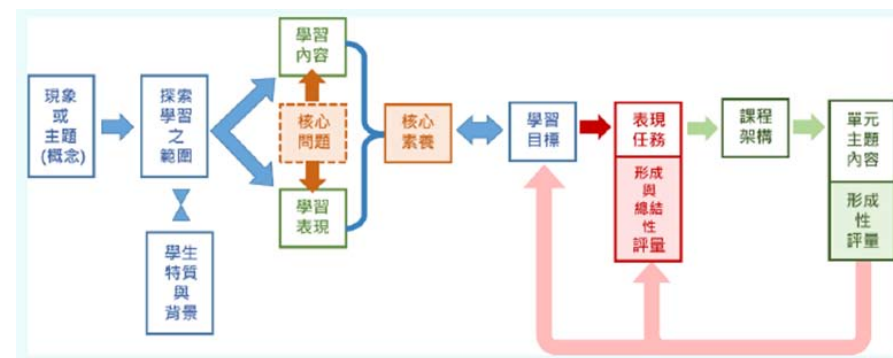 現象
或
主題
(概念)
探索
學習
之
範圍
學生
特質
與
背景
學習
內容
核心
問題
學習
表現
核心
素養
學習
目標
表現
任務
形成
與
總結
性
評量
課程
架構
單元
主題
內容
形成
性
評量